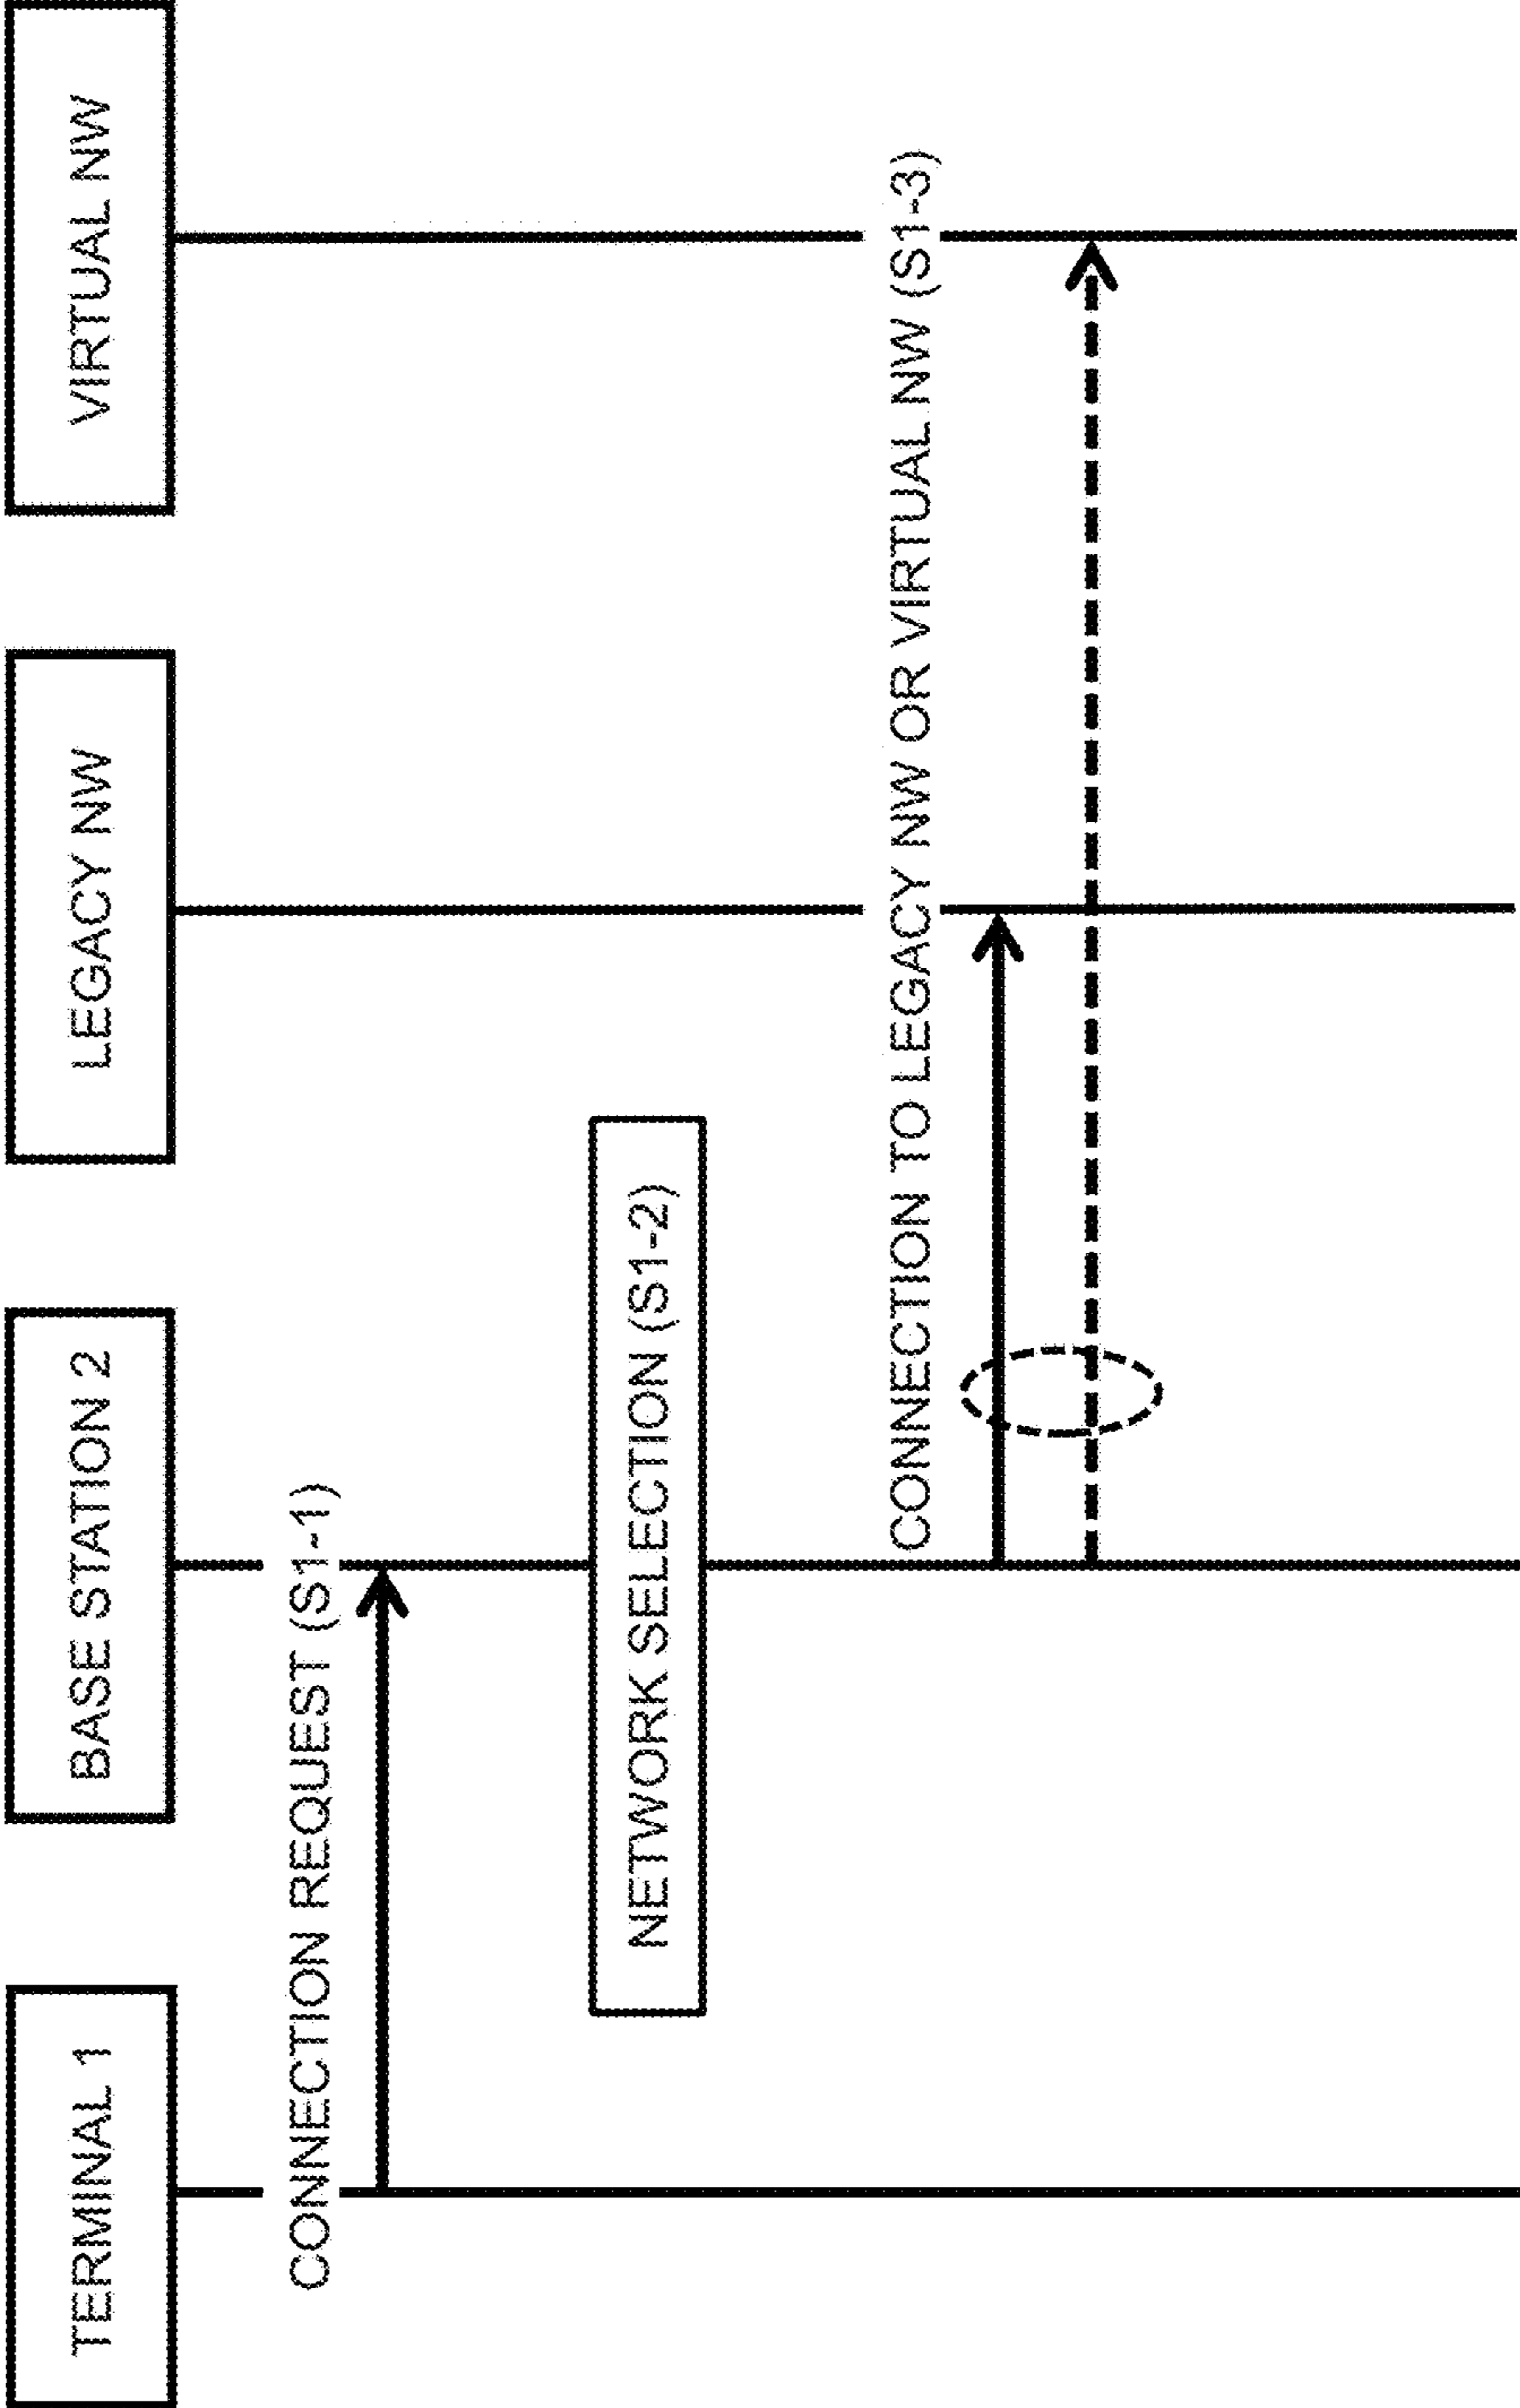 TERMINAL 1
BASE STATION 2
LEGACY NW
VIRTUAL NW
CONNECTION REQUEST (S1-1)
NETWORK SELECTION (S1-2)
CONNECTION TO LEGACY NW OR VIRTUAL NW (S1-3)